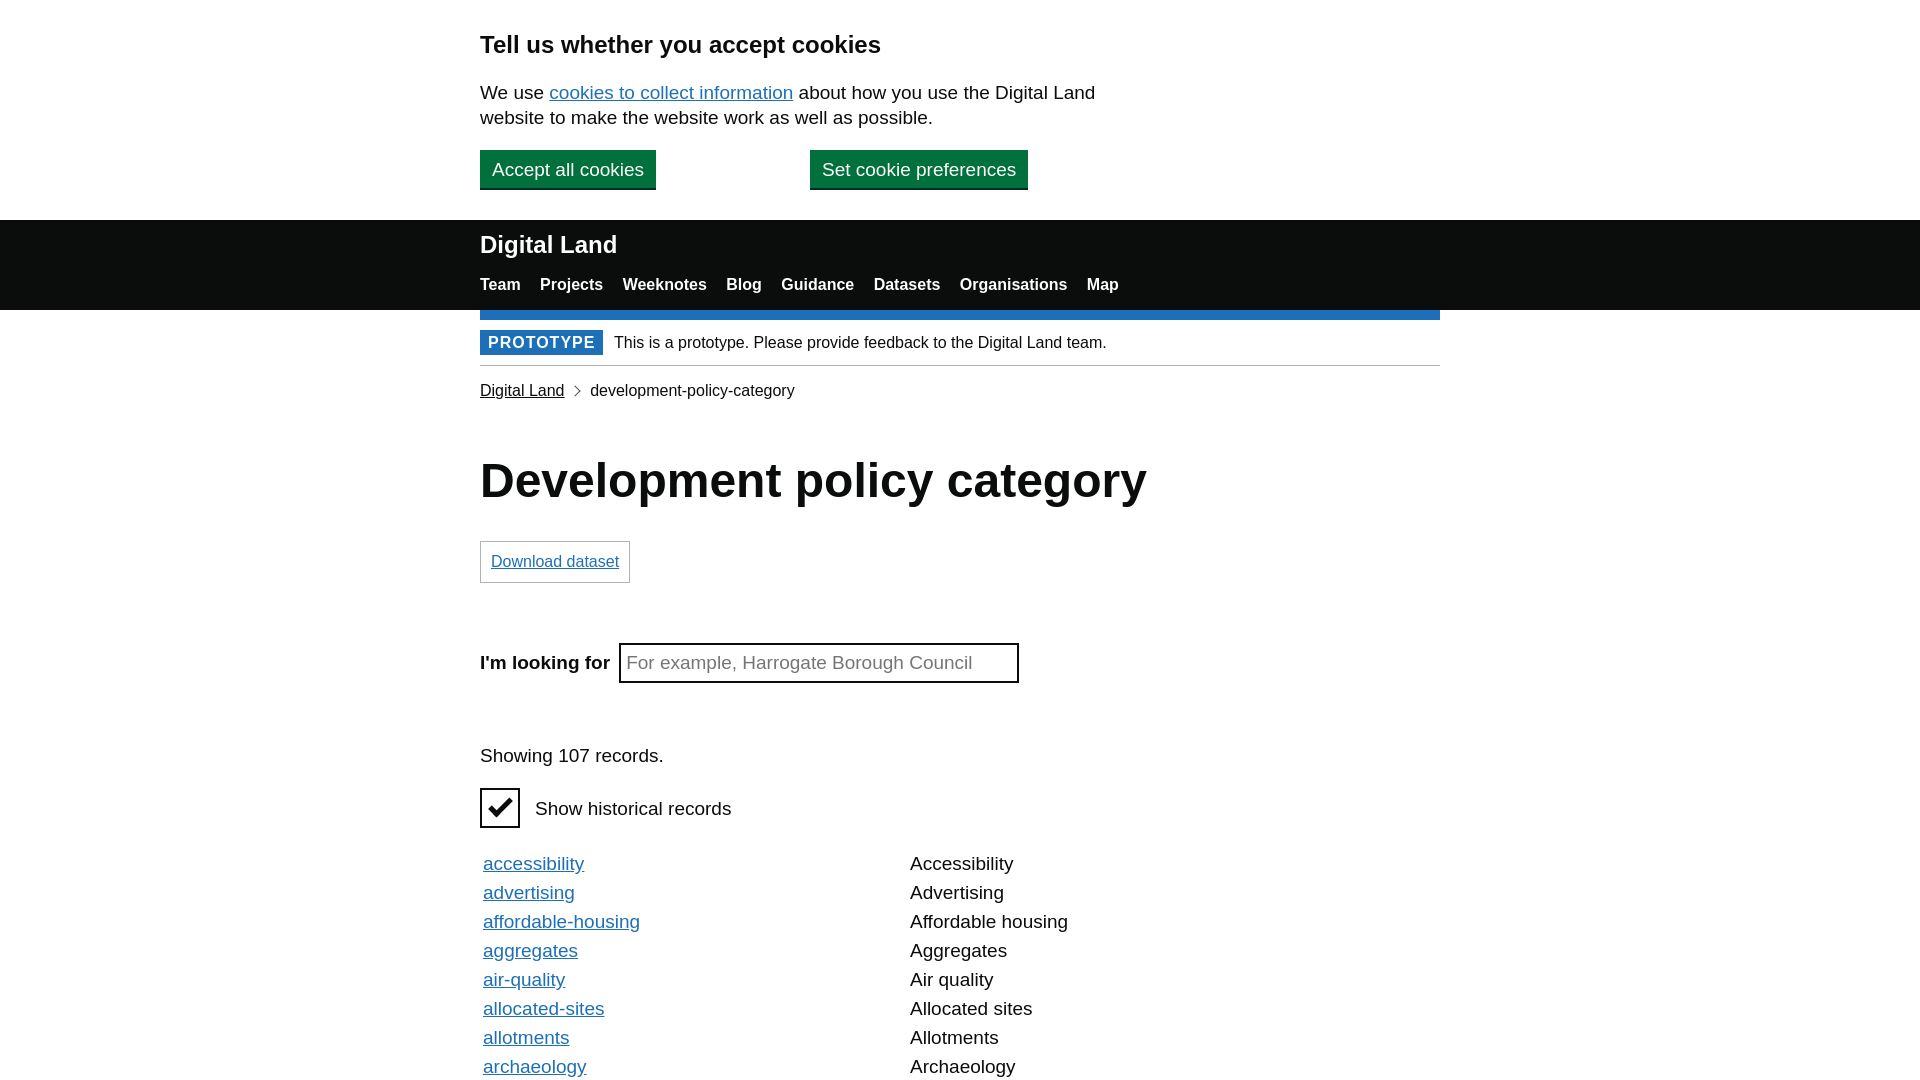 Tell us whether you accept cookies
We use cookies to collect information about how you use the Digital Land
website to make the website work as well as possible.
Accept all cookies
Set cookie preferences
Digital Land
Team Projects Weeknotes Blog Guidance Datasets Organisations Map
PROTOTYPE This is a prototype. Please provide feedback to the Digital Land team.
Digital Land development-policy-category
Development policy category
Download dataset
I'm looking for For example, Harrogate Borough Council
Showing 107 records.
Show historical records
accessibility Accessibility
advertising Advertising
affordable-housing Affordable housing
aggregates Aggregates
air-quality Air quality
allocated-sites Allocated sites
allotments Allotments
archaeology Archaeology